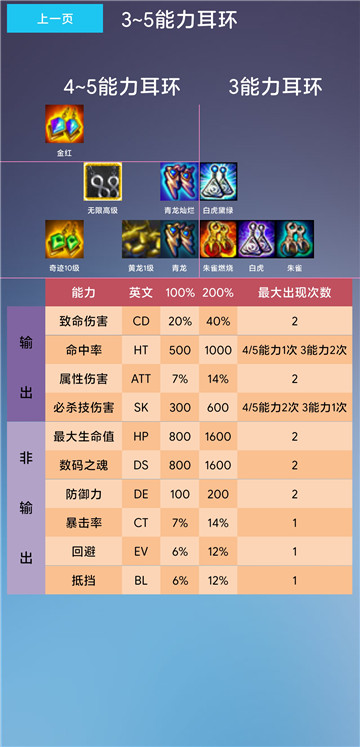 上一页 3~5能力耳环
4~5能力耳环 3能力耳环
金红
无限高级 青龙灿烂 白虎黛绿
奇迹10级 黄龙1级 青龙 朱雀燃烧 白虎 朱雀
能力 英文 100% 200% 最大出现次数
输出
致命伤害 CD 20% 40% 2
命中率 HT 500 1000 4/5能力1次 3能力2次
属性伤害 ATT 7% 14% 2
必杀技伤害 SK 300 600 4/5能力2次 3能力1次
非输出
最大生命值 HP 800 1600 2
数码之魂 DS 800 1600 2
防御力 DE 100 200 2
暴击率 CT 7% 14% 1
回避 EV 6% 12% 1
抵挡 BL 6% 12% 1